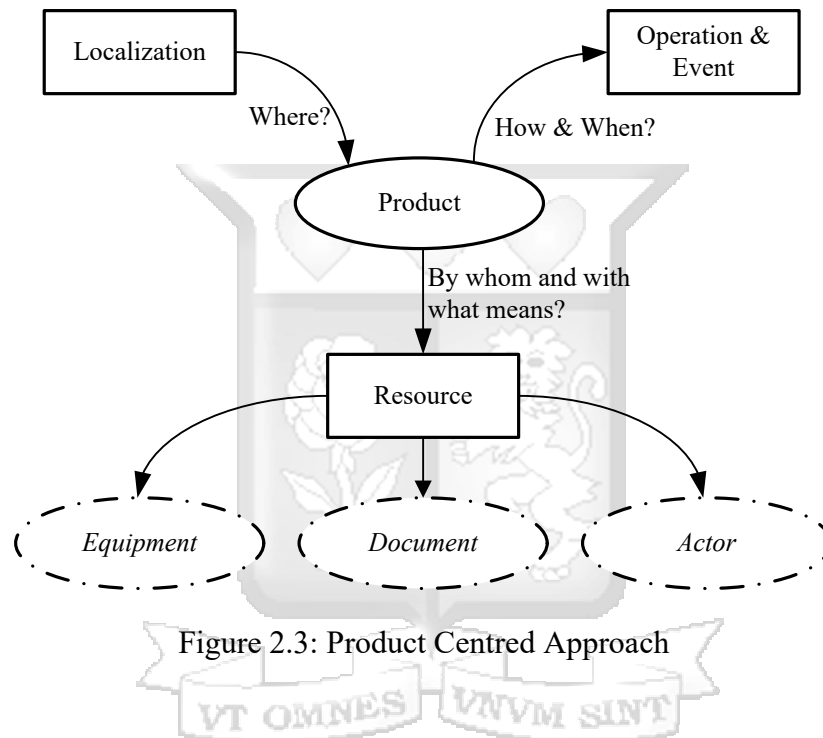 Localization
Operation &
Event
Where?
How & When?
Product
By whom and with
what means?
Resource
Equipment
Document
Actor
Figure 2.3: Product Centred Approach
VT OMNES
VNVM SINT